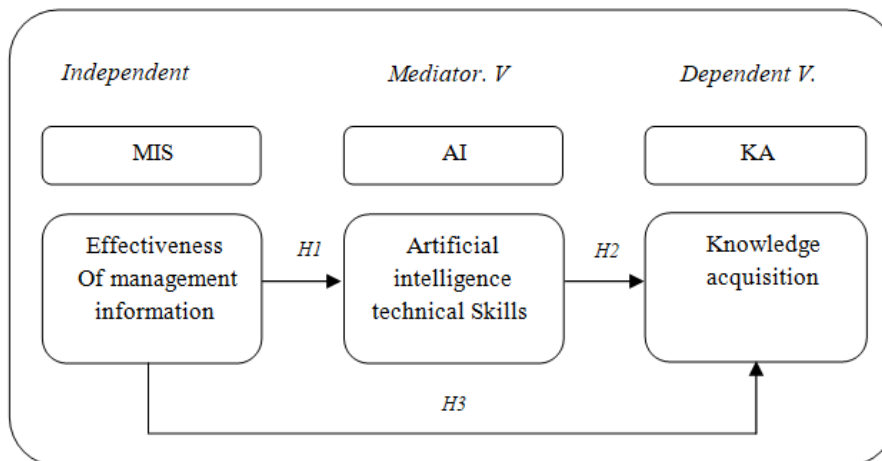 Independent
Mediator. V
Dependent V.
MIS
AI
KA
Effectiveness
Of management
information
H1
Artificial
intelligence
technical Skills
H2
Knowledge
acquisition
H3